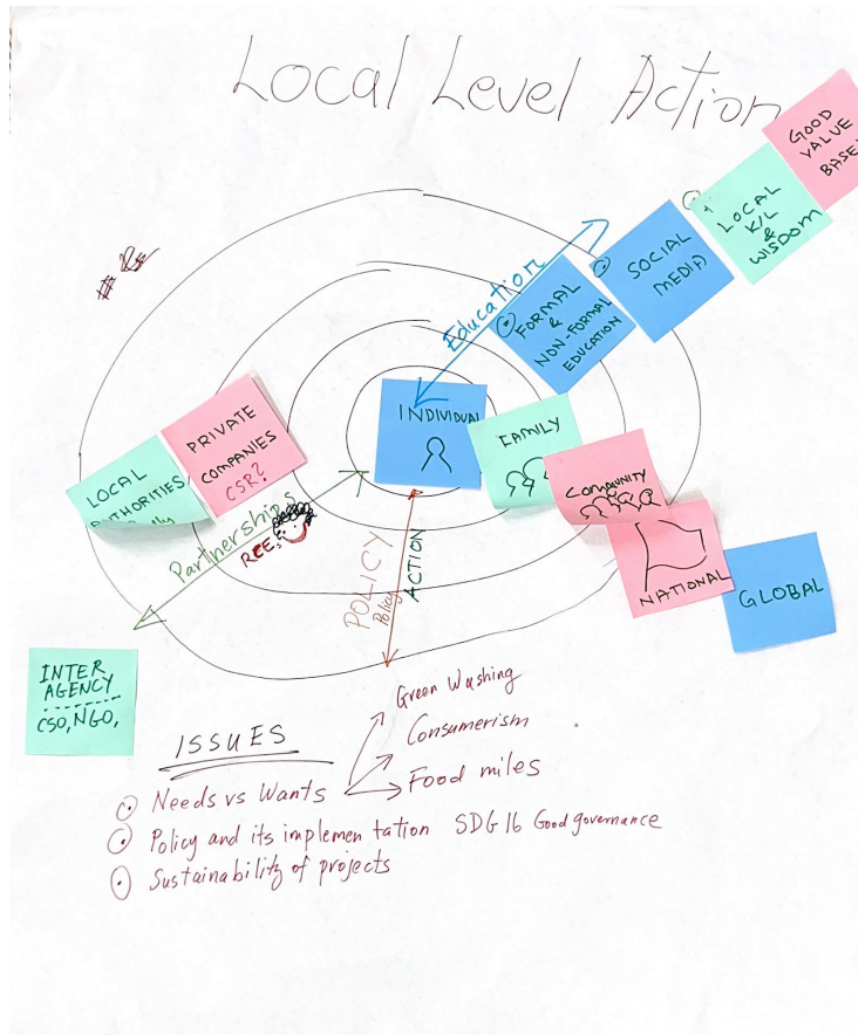 Local Level Action
GOOD
VALUE
BASE
LOCAL
K/L
&
WISDOM
SOCIAL
MEDIA
FORMAL
&
NON-FORMAL
EDUCATION
Education
INDIVIDUAL
FAMILY
COMMUNITY
NATIONAL
GLOBAL
PRIVATE
COMPANIES
CSR?
LOCAL
AUTHORITIES
Partnerships
RCEs
POLICY
Policy
ACTION
INTER
AGENCY
CSO, NGO,
ISSUES
Green Washing
Consumerism
Food miles
Needs vs Wants
Policy and its implementation SDG 16 Good governance
Sustainability of projects